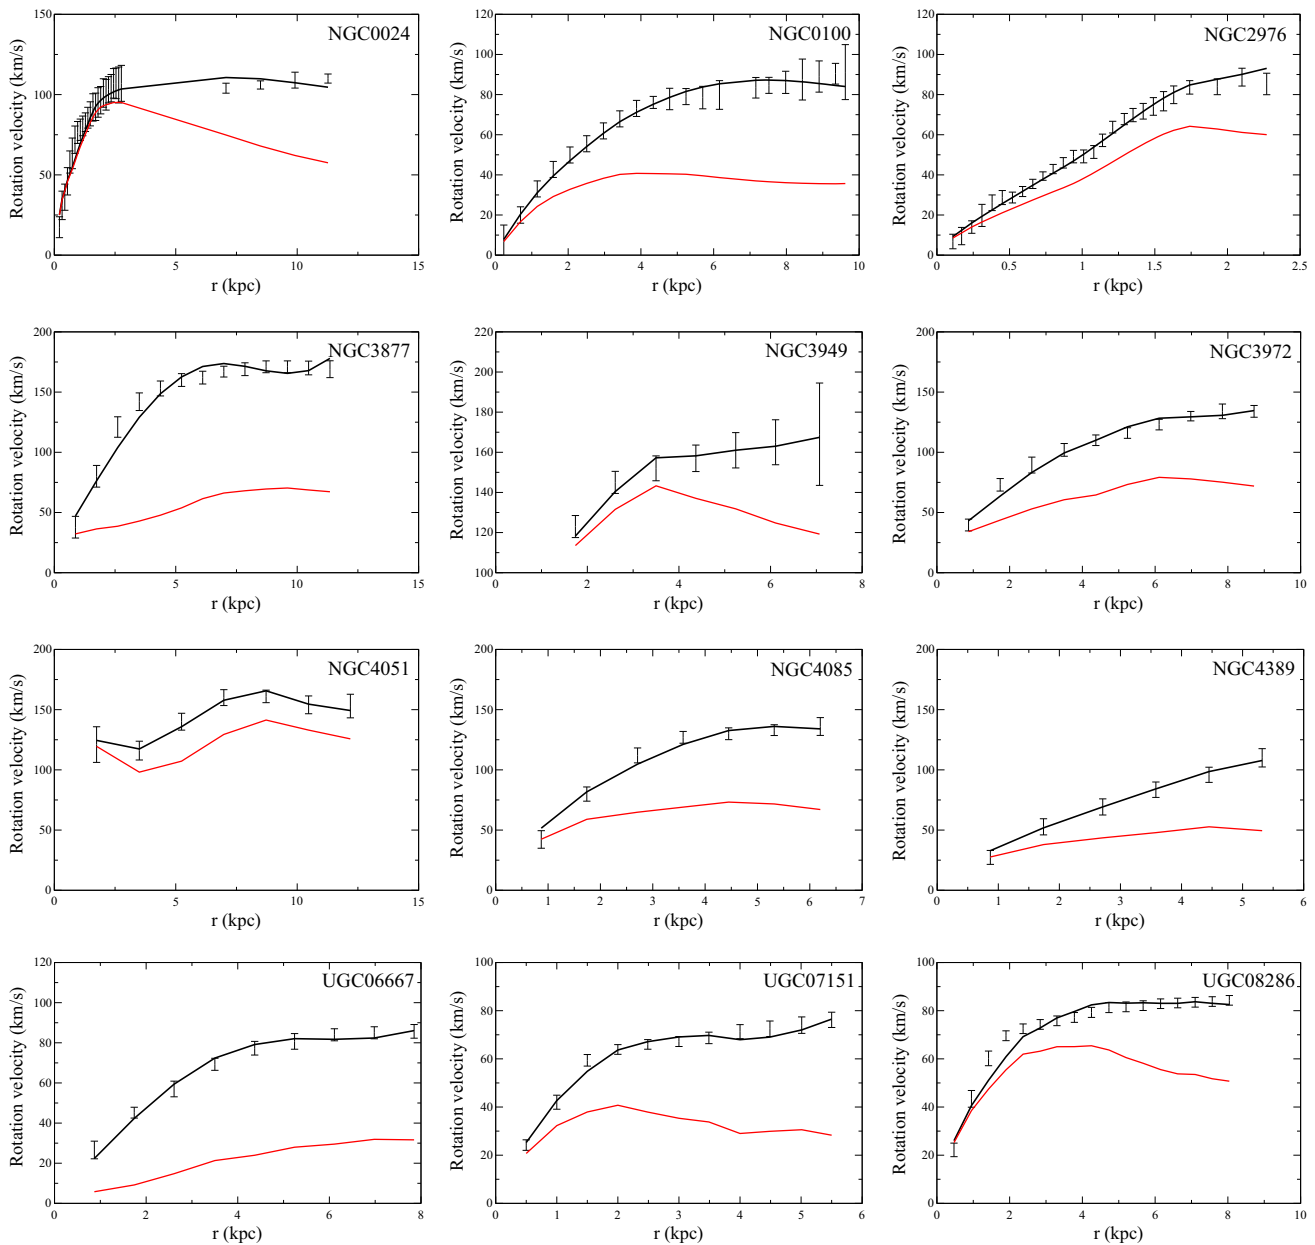 NGC0024
Rotation velocity (km/s)
150
100
50
0
0 5 10 15
r (kpc)
NGC0100
Rotation velocity (km/s)
120
100
80
60
40
20
0
0 2 4 6 8 10
r (kpc)
NGC2976
Rotation velocity (km/s)
120
100
80
60
40
20
0
0 0.5 1 1.5 2 2.5
r (kpc)
NGC3877
Rotation velocity (km/s)
200
150
100
50
0
0 5 10 15
r (kpc)
NGC3949
Rotation velocity (km/s)
220
200
180
160
140
120
100
2 4 6 8
r (kpc)
NGC3972
Rotation velocity (km/s)
200
150
100
50
0
0 2 4 6 8 10
r (kpc)
NGC4051
Rotation velocity (km/s)
200
150
100
50
0
0 5 10 15
r (kpc)
NGC4085
Rotation velocity (km/s)
200
150
100
50
0
1 2 3 4 5 6 7
r (kpc)
NGC4389
Rotation velocity (km/s)
200
150
100
50
0
0 1 2 3 4 5 6
r (kpc)
UGC06667
Rotation velocity (km/s)
120
100
80
60
40
20
0
0 2 4 6 8
r (kpc)
UGC07151
Rotation velocity (km/s)
100
80
60
40
20
0
0 1 2 3 4 5 6
r (kpc)
UGC08286
Rotation velocity (km/s)
100
80
60
40
20
0
0 2 4 6 8 10
r (kpc)